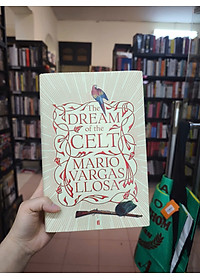 The
DREAM
of the
CELT
MARIO
VARGAS
LLOSA